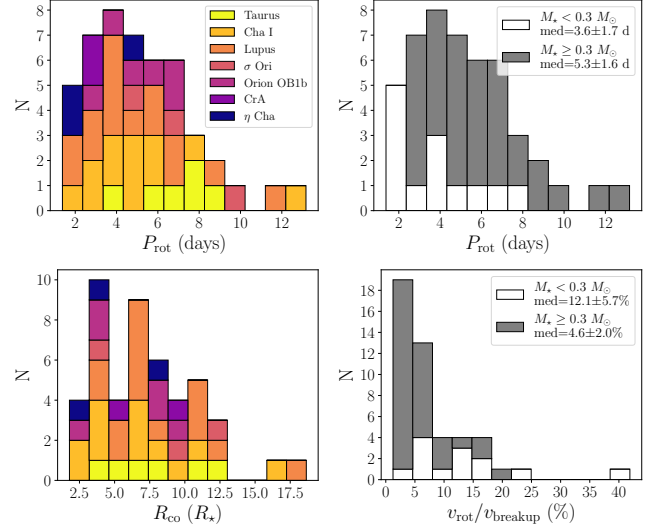 Taurus
Cha I
Lupus
σ Ori
Orion OB1b
CrA
η Cha
N
8
7
6
5
4
3
2
1
0
2 4 6 8 10 12
P_rot (days)
M⋆ < 0.3 M⊙
med=3.6±1.7 d
M⋆ ≥ 0.3 M⊙
med=5.3±1.6 d
N
8
7
6
5
4
3
2
1
0
2 4 6 8 10 12
P_rot (days)
N
10
8
6
4
2
0
2.5 5.0 7.5 10.0 12.5 15.0 17.5
R_co (R⋆)
M⋆ < 0.3 M⊙
med=12.1±5.7%
M⋆ ≥ 0.3 M⊙
med=4.6±2.0%
N
18
16
14
12
10
8
6
4
2
0
0 5 10 15 20 25 30 35 40
v_rot/v_breakup (%)